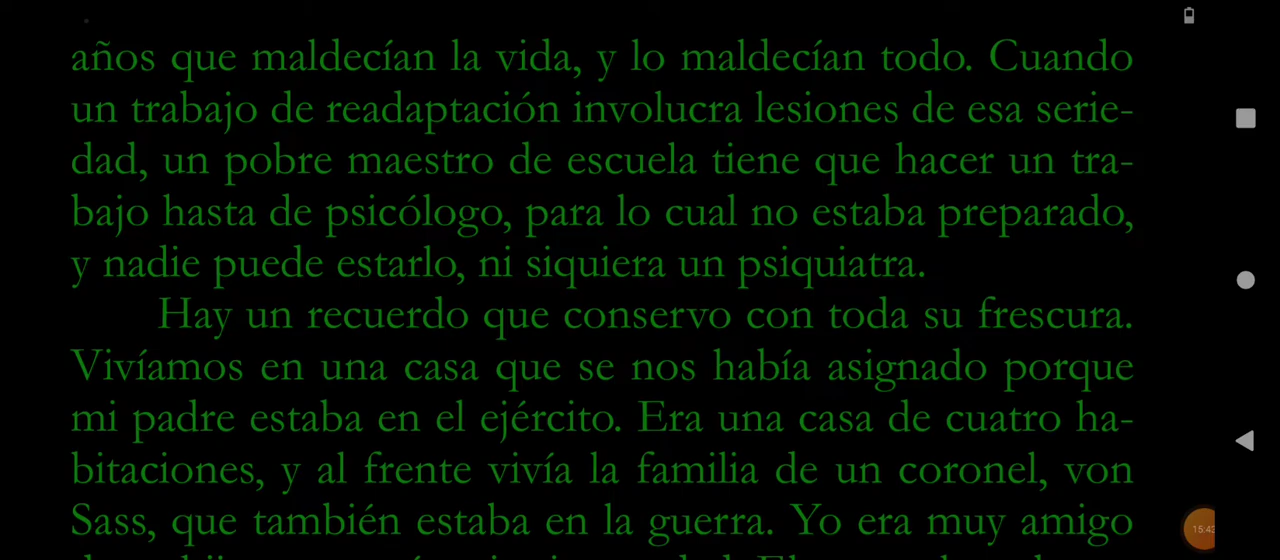 años que maldecían la vida, y lo maldecían todo. Cuando
un trabajo de readaptación involucra lesiones de esa serie-
dad, un pobre maestro de escuela tiene que hacer un tra-
bajo hasta de psicólogo, para lo cual no estaba preparado,
y nadie puede estarlo, ni siquiera un psiquiatra.
Hay un recuerdo que conservo con toda su frescura.
Vivíamos en una casa que se nos había asignado porque
mi padre estaba en el ejército. Era una casa de cuatro ha-
bitaciones, y al frente vivía la familia de un coronel, von
Sass, que también estaba en la guerra. Yo era muy amigo
15:42